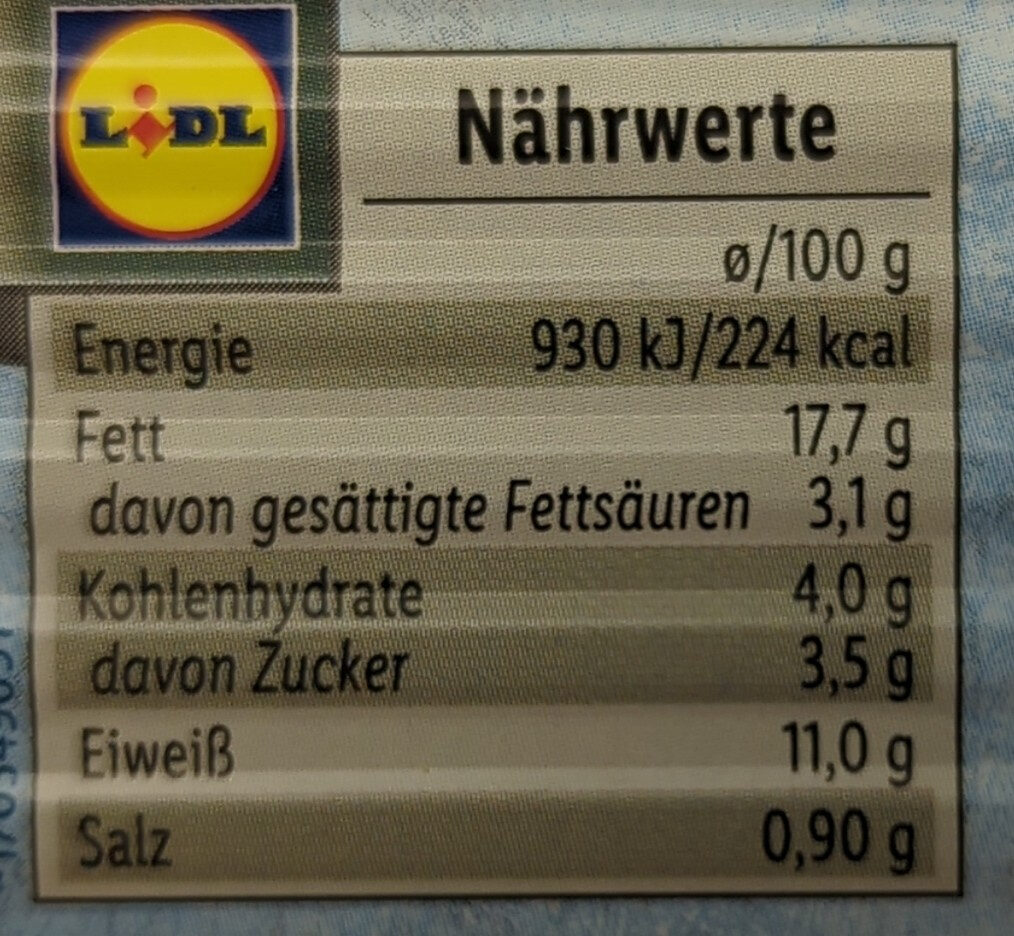 LIDL
Nährwerte
ø/100 g
Energie 930 kJ/224 kcal
Fett 17,7 g
davon gesättigte Fettsäuren 3,1 g
Kohlenhydrate 4,0 g
davon Zucker 3,5 g
Eiweiß 11,0 g
Salz 0,90 g